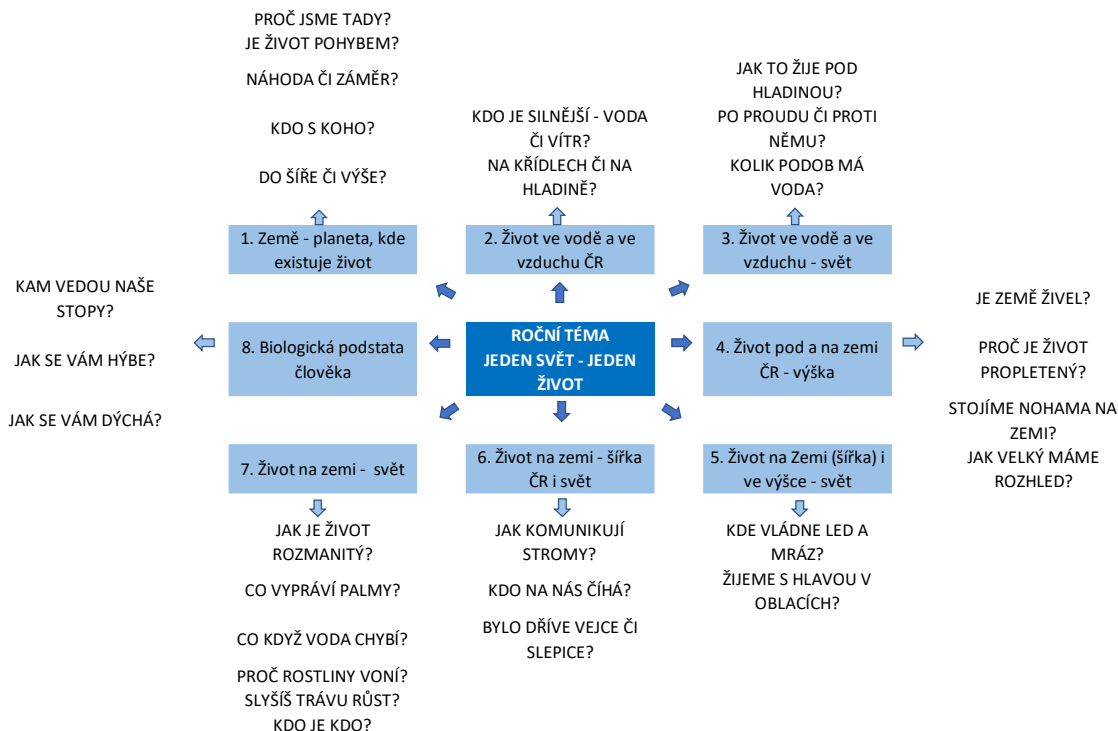 PROČ JSME TADY?
JE ŽIVOT POHYBEM?
NÁHODA ČI ZÁMĚR?
KDO S KOHO?
DO ŠÍŘE ČI VÝŠE?
KDO JE SILNĚJŠÍ - VODA
ČI VÍTR?
NA KŘÍDLECH ČI NA
HLADINĚ?
JAK TO ŽIJE POD
HLADINOU?
PO PROUDU ČI PROTI
NĚMU?
KOLIK PODOB MÁ
VODA?
1. Země - planeta, kde
existuje život
2. Život ve vodě a ve
vzduchu ČR
3. Život ve vodě a ve
vzduchu - svět
KAM VEDOU NAŠE
STOPY?
JAK SE VÁM HÝBE?
JAK SE VÁM DÝCHÁ?
8. Biologická podstata
člověka
ROČNÍ TÉMA
JEDEN SVĚT - JEDEN
ŽIVOT
4. Život pod a na zemi
ČR - výška
JE ZEMĚ ŽIVEL?
PROČ JE ŽIVOT
PROPLETENÝ?
STOJÍME NOHAMA NA
ZEMI?
JAK VELKÝ MÁME
ROZHLED?
7. Život na zemi -  svět
6. Život na zemi - šířka
ČR i svět
5. Život na Zemi (šířka) i
ve výšce - svět
JAK JE ŽIVOT
ROZMANITÝ?
CO VYPRÁVÍ PALMY?
CO KDYŽ VODA CHYBÍ?
PROČ ROSTLINY VONÍ?
SLYŠÍŠ TRÁVU RŮST?
KDO JE KDO?
JAK KOMUNIKUJÍ
STROMY?
KDO NA NÁS ČÍHÁ?
BYLO DŘÍVE VEJCE ČI
SLEPICE?
KDE VLÁDNE LED A
MRÁZ?
ŽIJEME S HLAVOU V
OBLACÍCH?